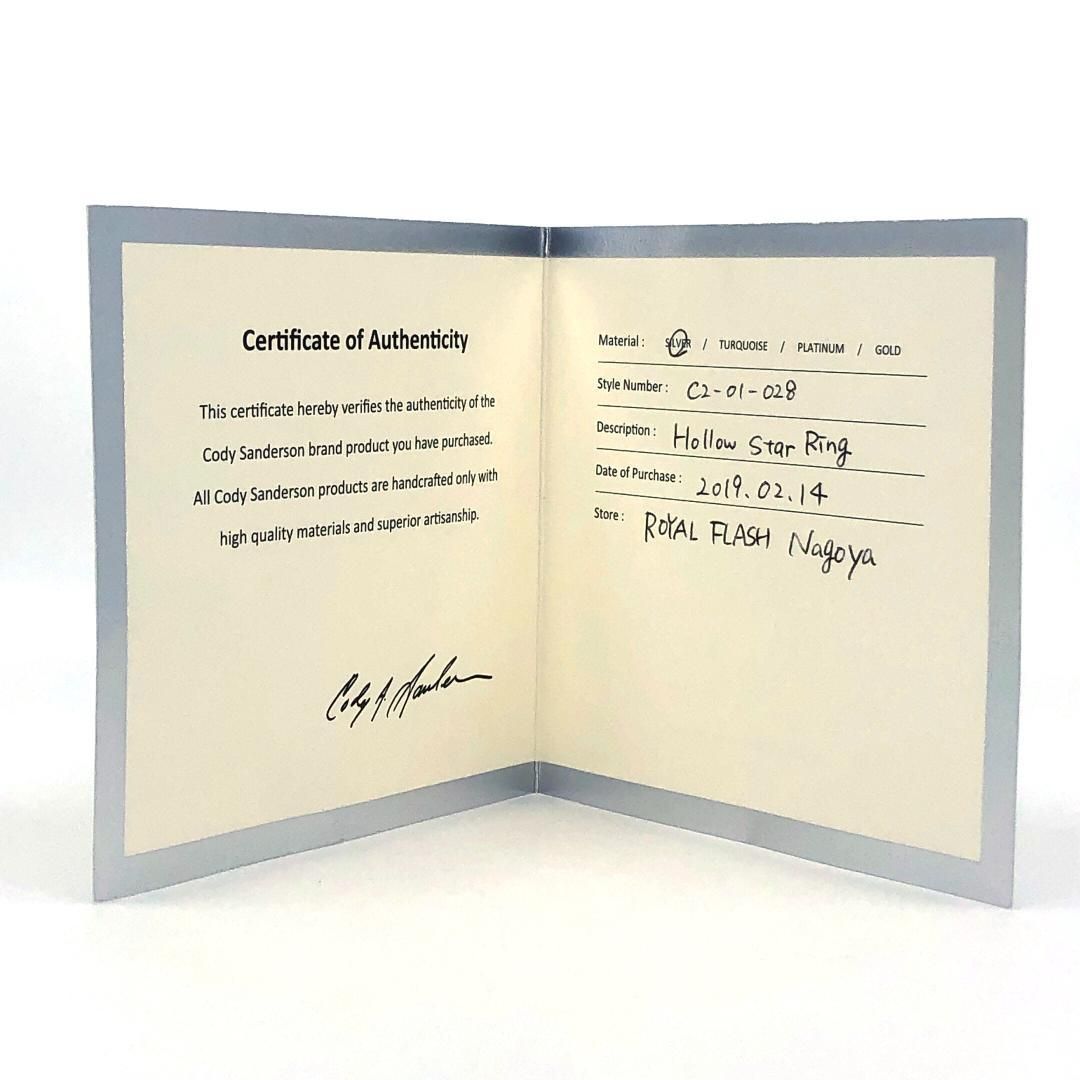 Certificate of Authenticity
This certificate hereby verifies the authenticity of the
Cody Sanderson brand product you have purchased.
All Cody Sanderson products are handcrafted only with
high quality materials and superior artisanship.
Cody A. Sanderson
Material : SILVER / TURQUOISE / PLATINUM / GOLD
Style Number : C2-01-028
Description : Hollow Star Ring
Date of Purchase : 2019.02.14
Store : ROYAL FLASH Nagoya